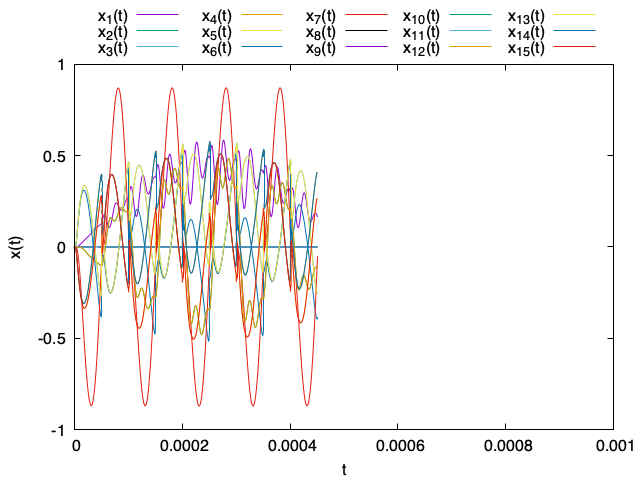 x1(t) x4(t) x7(t) x10(t) x13(t)
x2(t) x5(t) x8(t) x11(t) x14(t)
x3(t) x6(t) x9(t) x12(t) x15(t)
1
0.5
0
-0.5
-1
x(t)
0 0.0002 0.0004 0.0006 0.0008 0.001
t